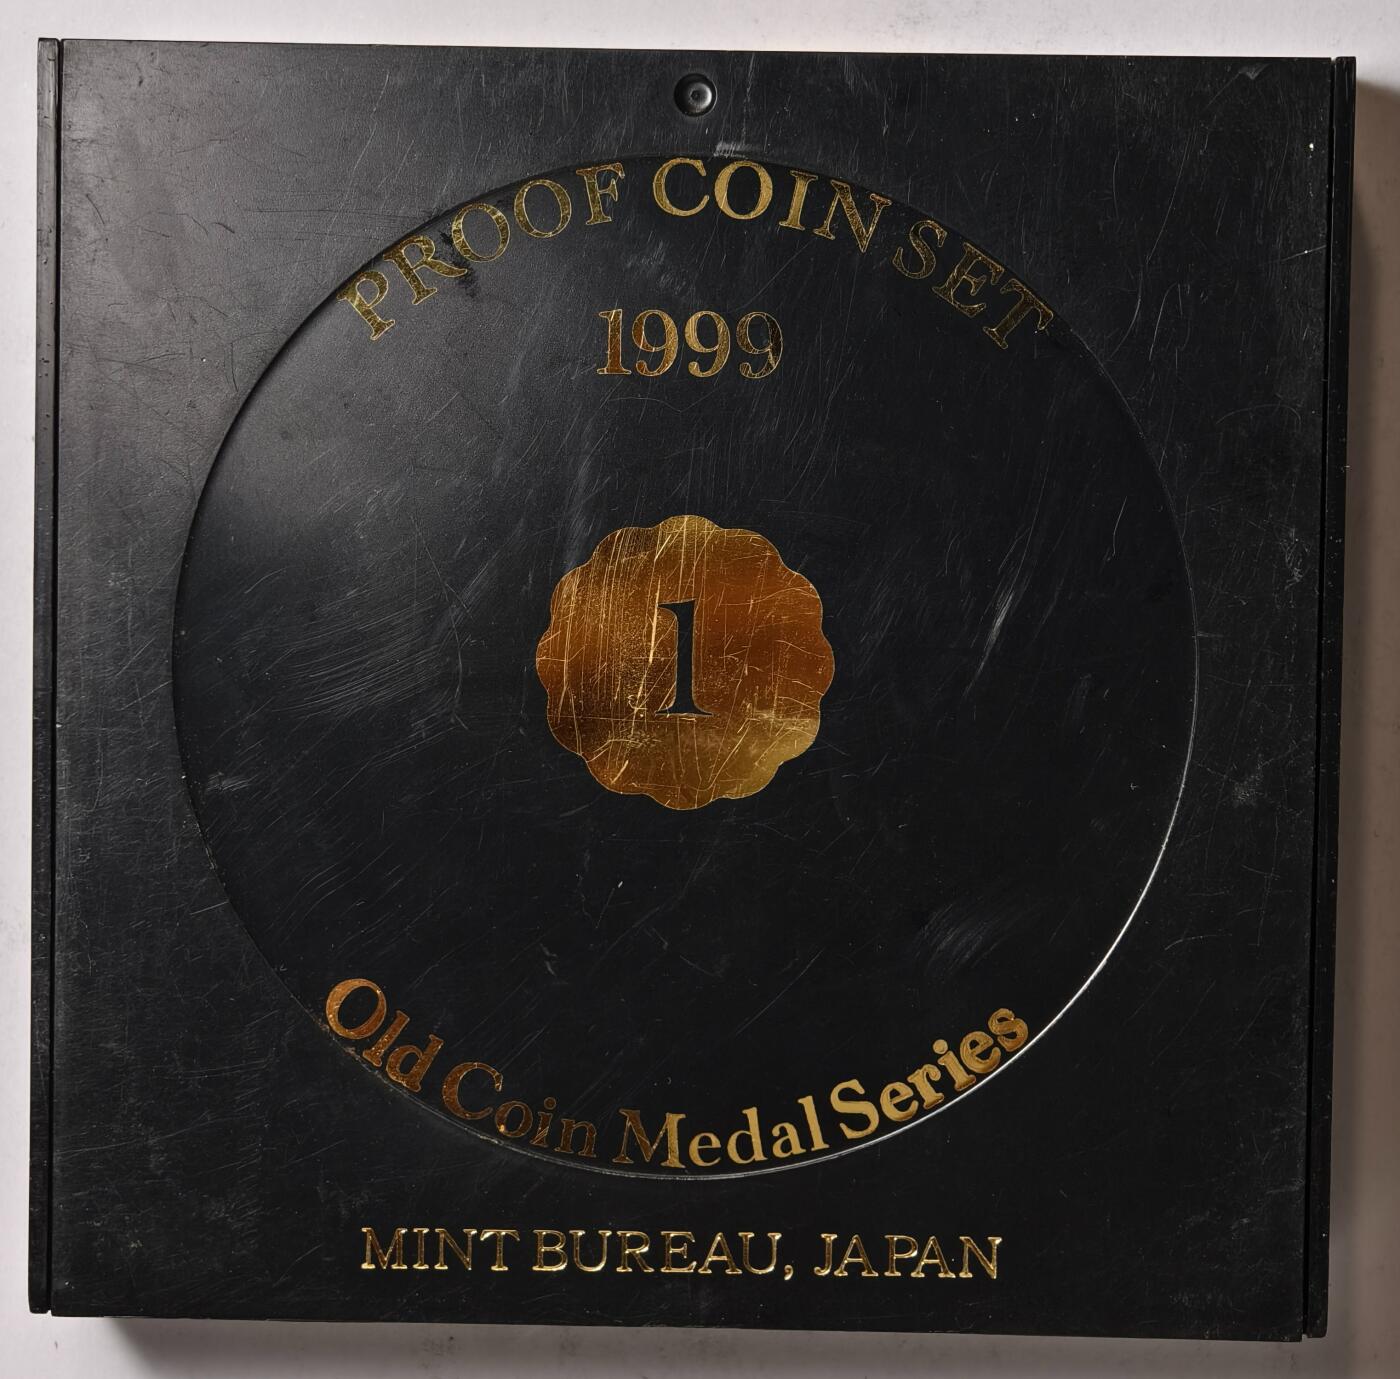 PROOF COIN SET
1999
1
Old Coin Medal Series
MINT BUREAU, JAPAN